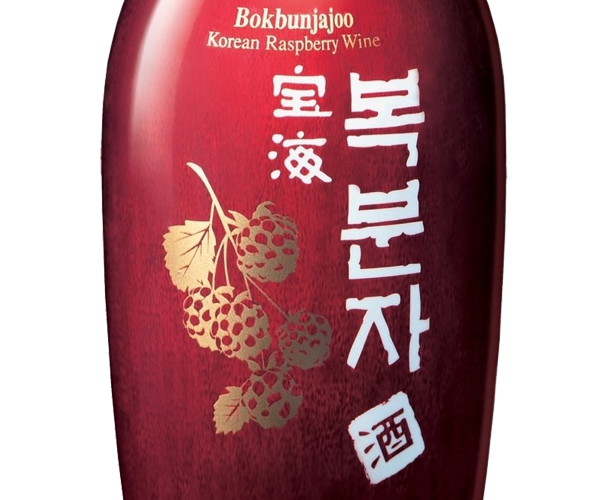 Bokbunjajoo
Korean Raspberry Wine
宝海
복분자
酒